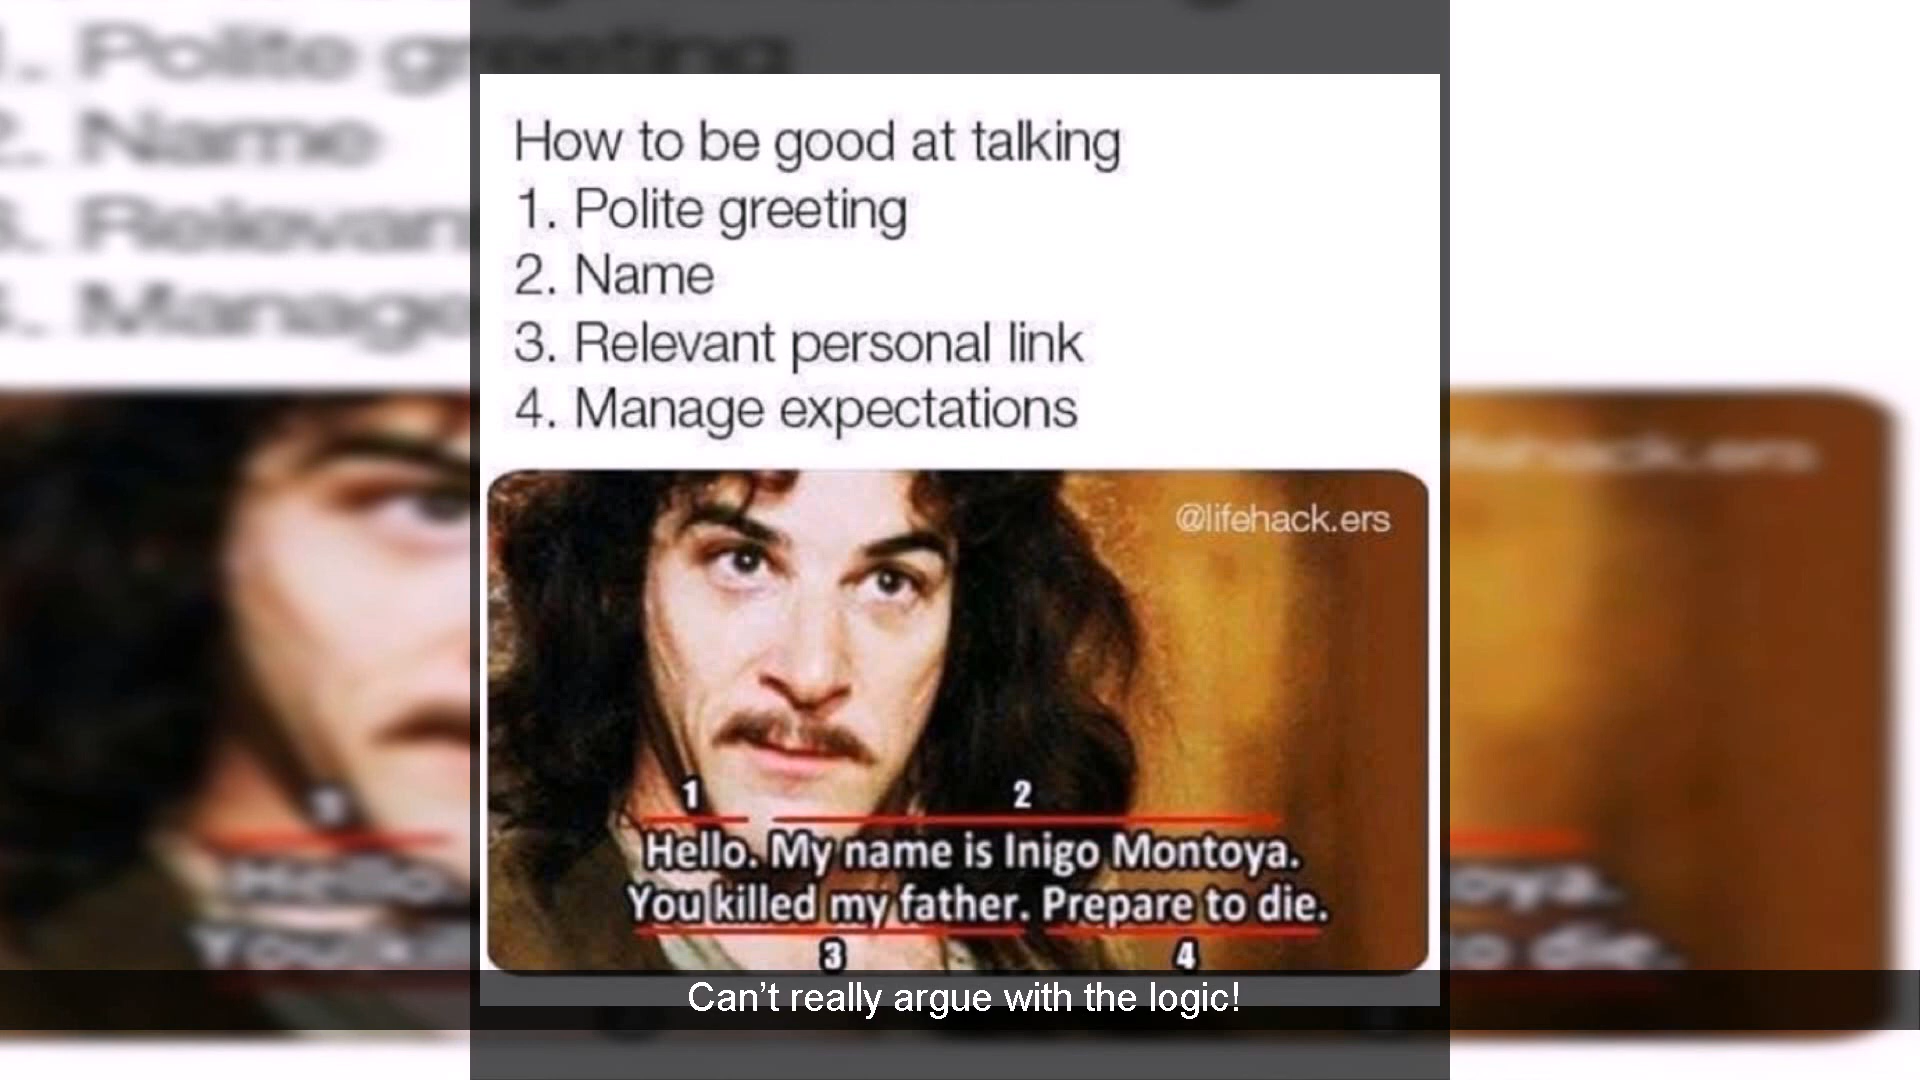 How to be good at talking
1. Polite greeting
2. Name
3. Relevant personal link
4. Manage expectations
@lifehack.ers
1 2
Hello. My name is Inigo Montoya.
You killed my father. Prepare to die.
3 4
Can’t really argue with the logic!